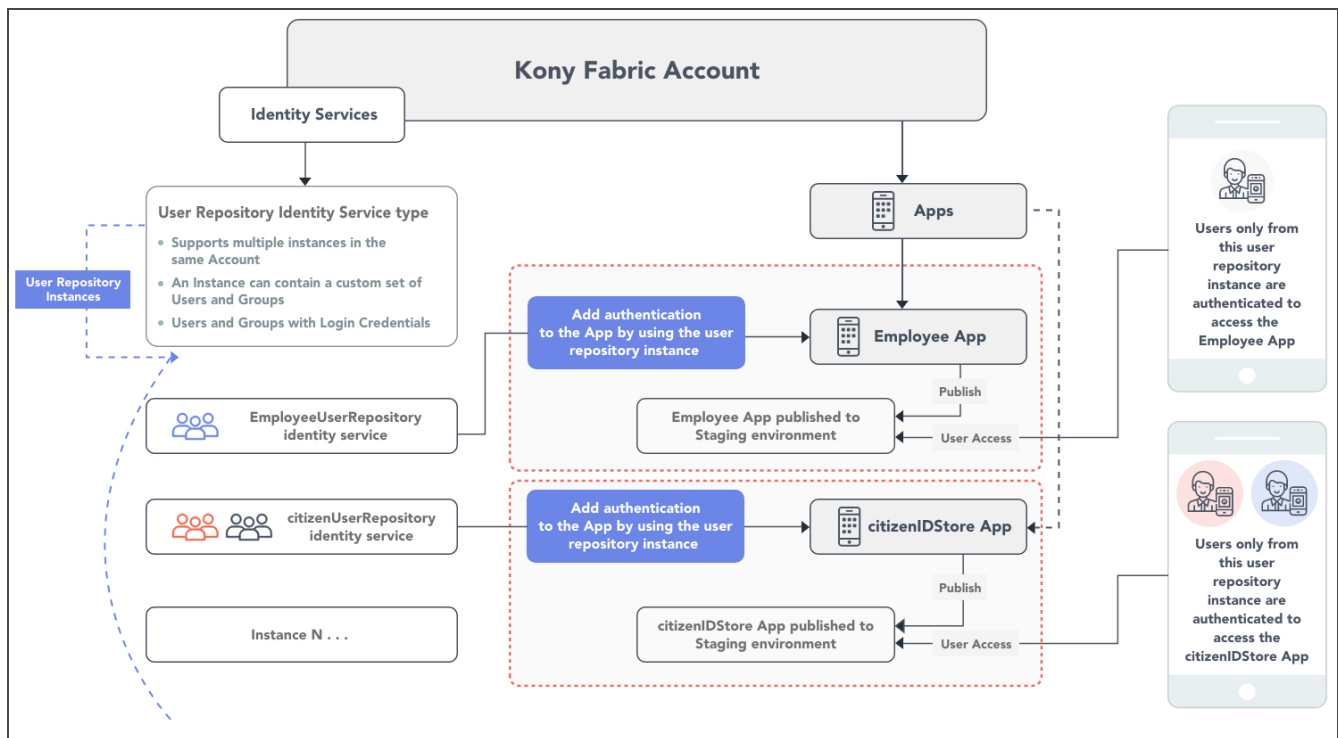 Kony Fabric Account
Identity Services
User Repository Identity Service type
Supports multiple instances in the
same Account
An Instance can contain a custom set of
Users and Groups
Users and Groups with Login Credentials
User Repository
Instances
EmployeeUserRepository
identity service
citizenUserRepository
identity service
Instance N . . .
Apps
Add authentication
to the App by using the user
repository instance
Employee App
Publish
Employee App published to
Staging environment
User Access
Add authentication
to the App by using the user
repository instance
citizenIDStore App
Publish
citizenIDStore App published to
Staging environment
User Access
Users only from
this user
repository
instance are
authenticated to
access the
Employee App
Users only from
this user
repository
instance are
authenticated to
access the
citizenIDStore App